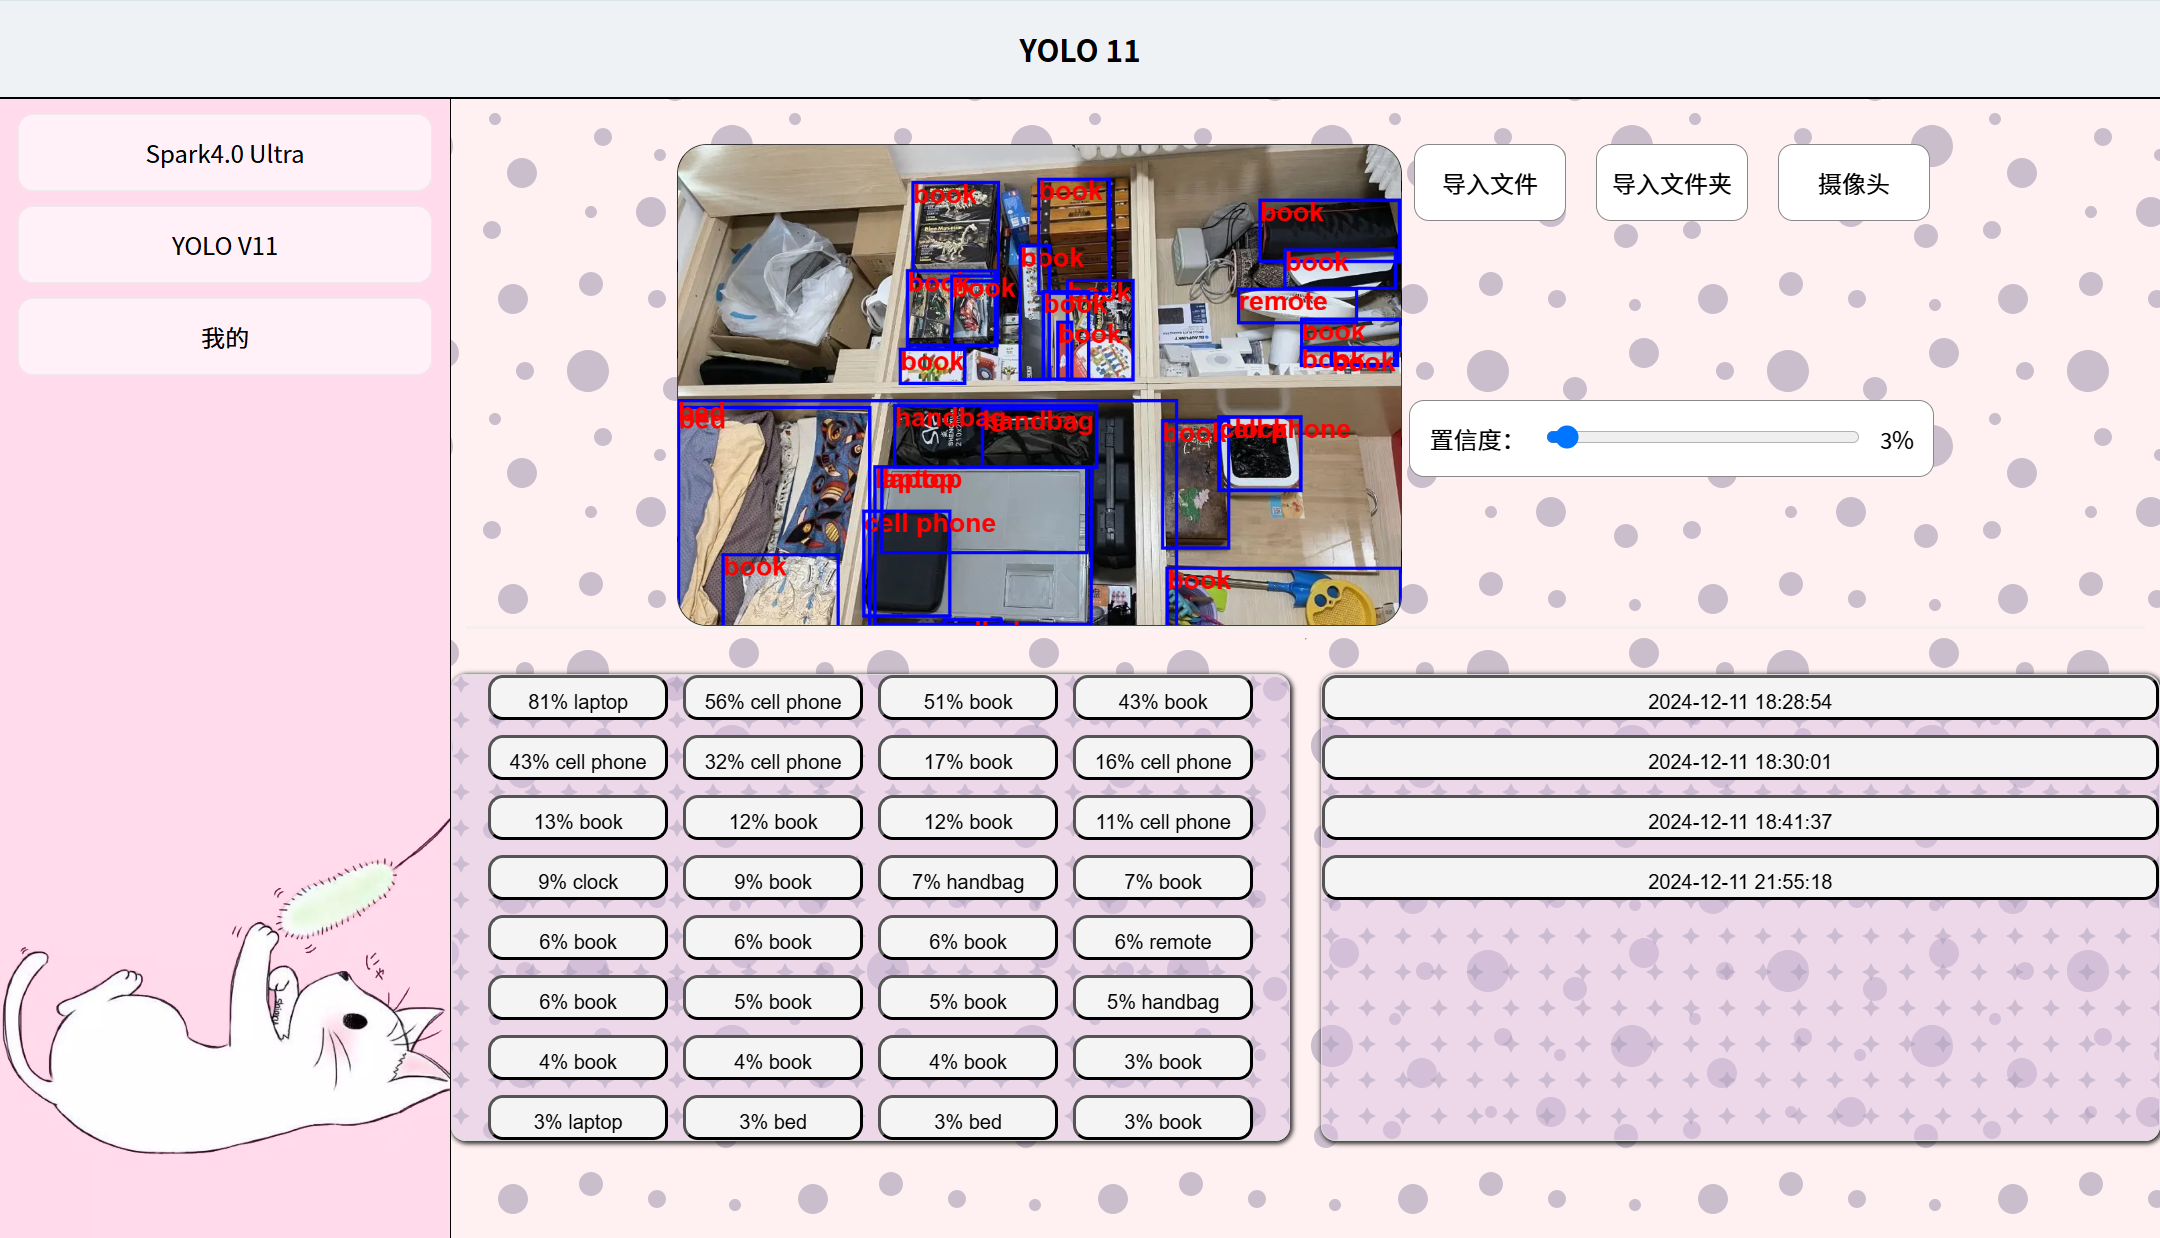 YOLO 11
Spark4.0 Ultra
YOLO V11
我的
导入文件
导入文件夹
摄像头
置信度：
3%
book
book
book
book
book
book
book
book
book
book
book
book
remote
book
book
book
bed
bed
handbag
handbag
laptop
laptop
cell phone
book
book
clock
cell phone
book
81% laptop
56% cell phone
51% book
43% book
43% cell phone
32% cell phone
17% book
16% cell phone
13% book
12% book
12% book
11% cell phone
9% clock
9% book
7% handbag
7% book
6% book
6% book
6% book
6% remote
6% book
5% book
5% book
5% handbag
4% book
4% book
4% book
3% book
3% laptop
3% bed
3% bed
3% book
2024-12-11 18:28:54
2024-12-11 18:30:01
2024-12-11 18:41:37
2024-12-11 21:55:18